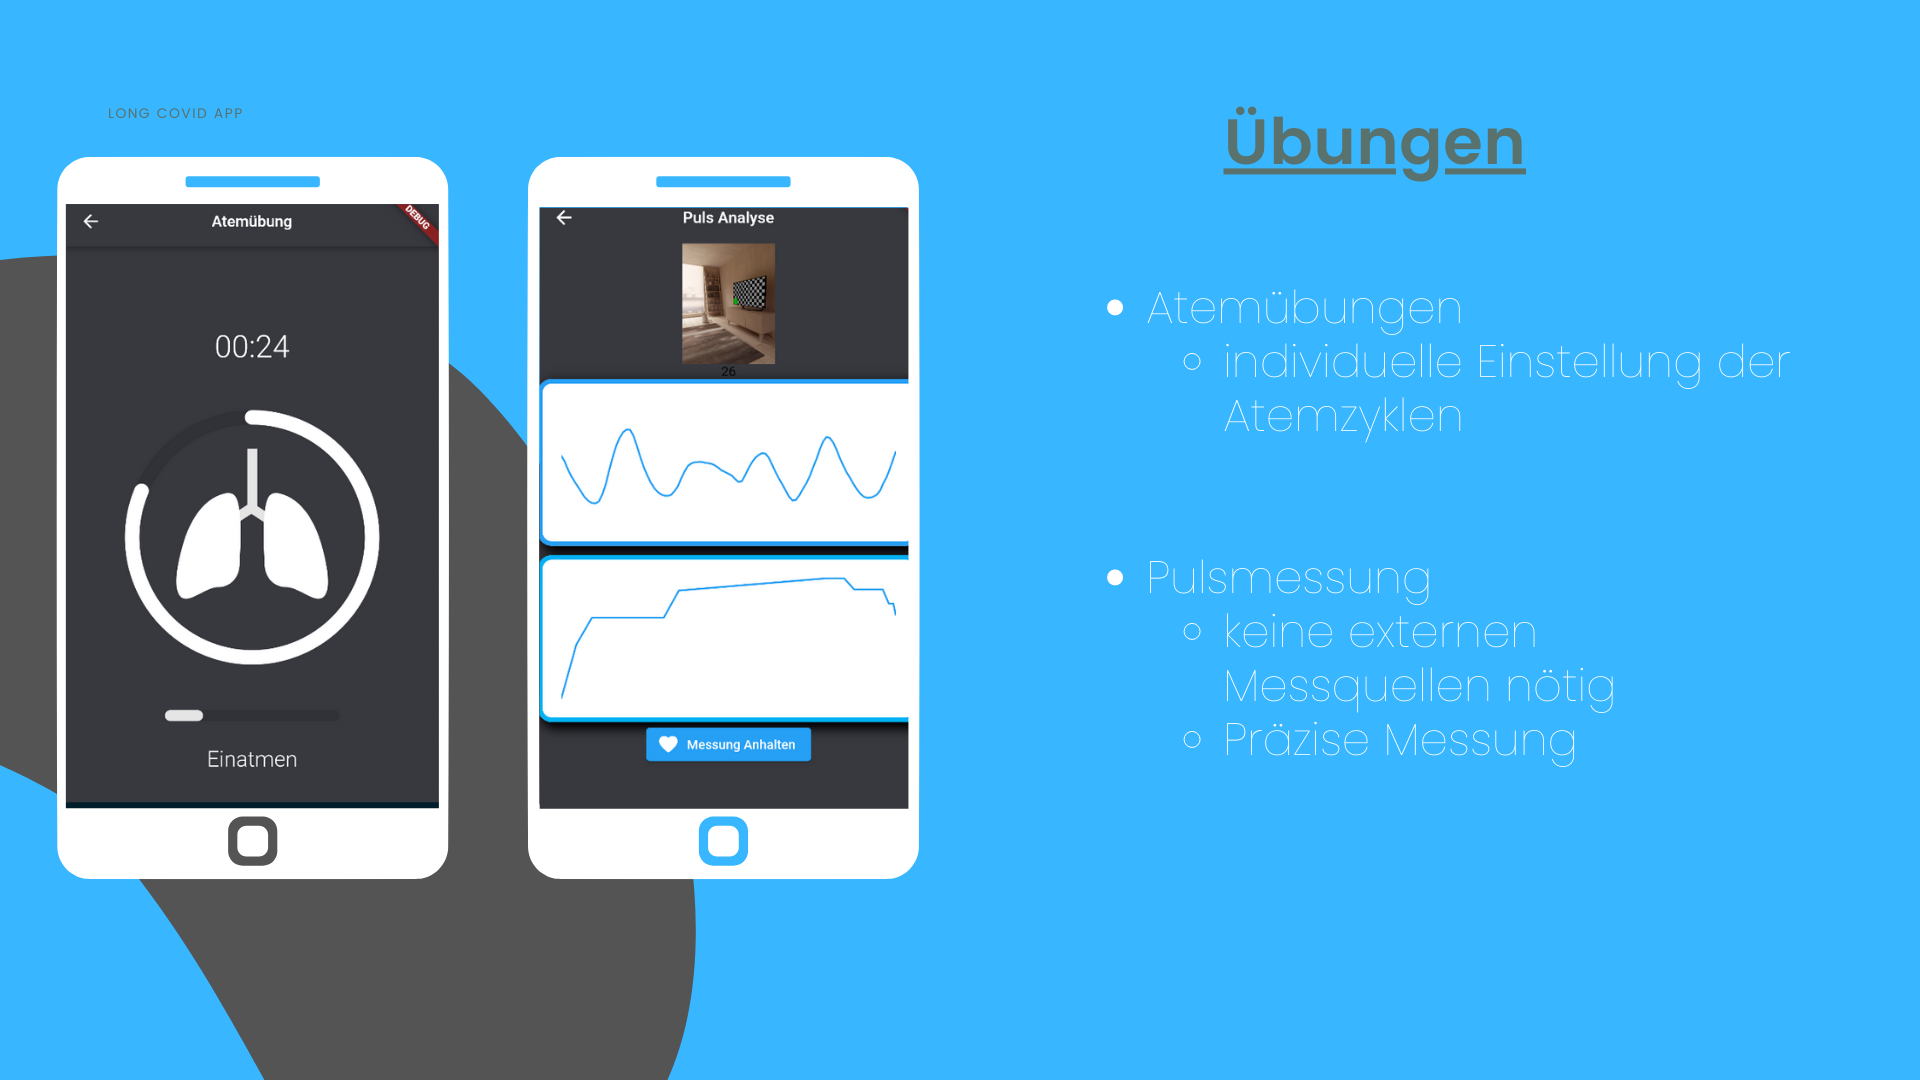 LONG COVID APP
Atemübung
DEBUG
00:24
Einatmen
Puls Analyse
26
Messung Anhalten
Übungen
Atemübungen
individuelle Einstellung der
Atemzyklen
Pulsmessung
keine externen
Messquellen nötig
Präzise Messung